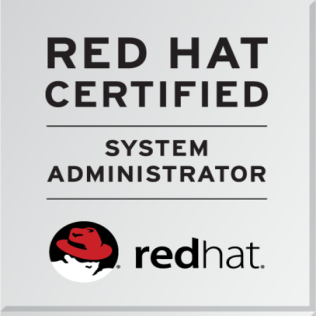 RED HAT
CERTIFIED
SYSTEM
ADMINISTRATOR
redhat.